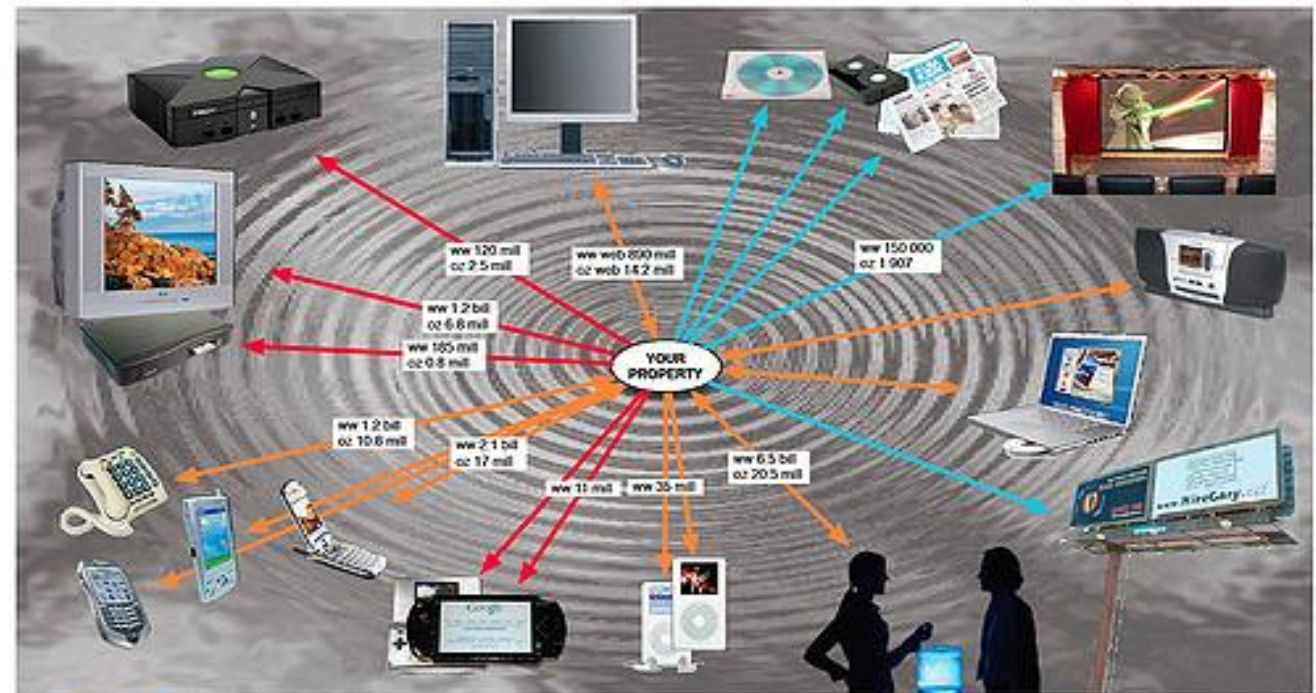 ww 120 mill
oz 2.5 mill
ww web 890 mill
oz web 14.2 mill
ww 150 000
oz 1 907
ww 1.2 bill
oz 6.8 mill
ww 185 mill
oz 0.8 mill
YOUR
PROPERTY
ww 1.2 bill
oz 10.8 mill
ww 2.1 bill
oz 17 mill
ww 11 mill
ww 35 mill
ww 6.5 bill
oz 20.5 mill
Google